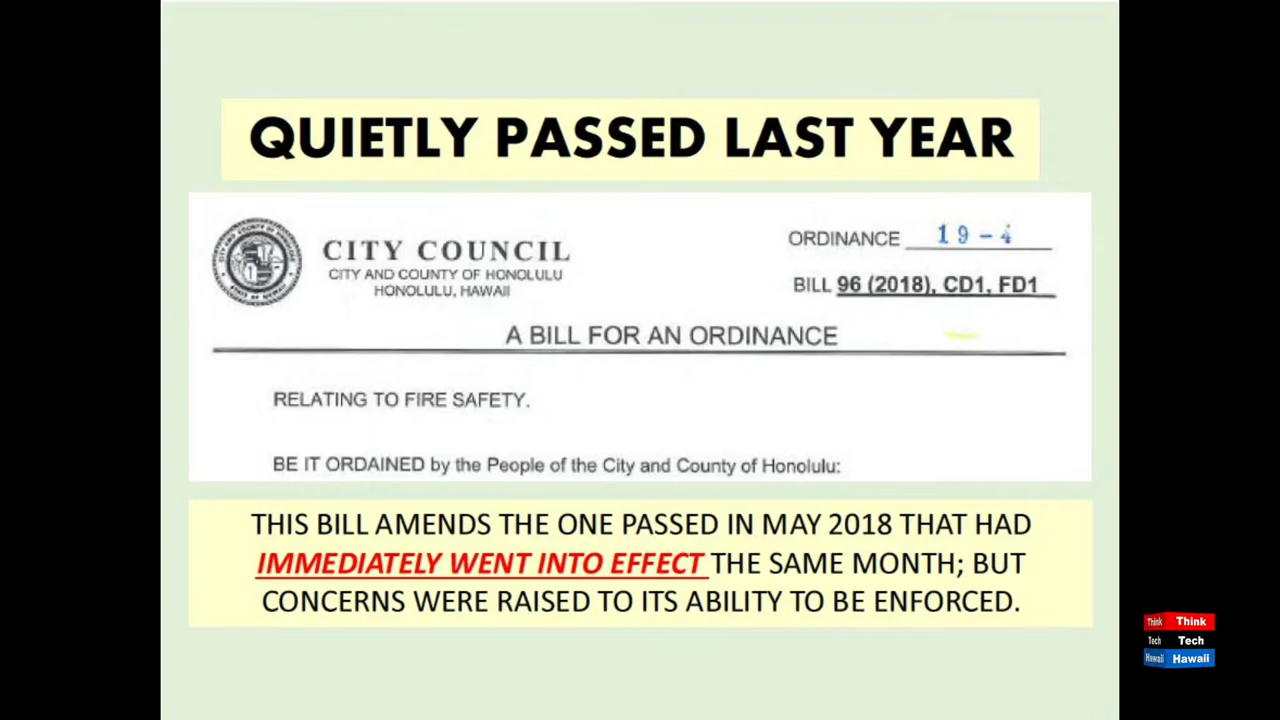 QUIETLY PASSED LAST YEAR
CITY COUNCIL
CITY AND COUNTY OF HONOLULU
HONOLULU, HAWAII
ORDINANCE 19-4
BILL 96 (2018), CD1, FD1
A BILL FOR AN ORDINANCE
RELATING TO FIRE SAFETY.
BE IT ORDAINED by the People of the City and County of Honolulu:
THIS BILL AMENDS THE ONE PASSED IN MAY 2018 THAT HAD
IMMEDIATELY WENT INTO EFFECT THE SAME MONTH; BUT
CONCERNS WERE RAISED TO ITS ABILITY TO BE ENFORCED.
Think Think
Tech Tech
Hawaii Hawaii